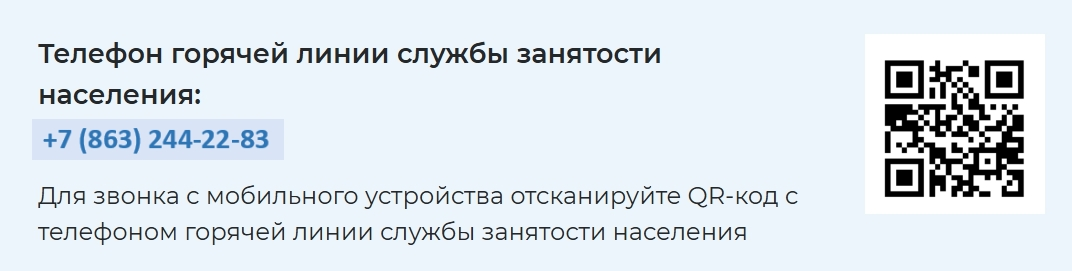 Телефон горячей линии службы занятости
населения:
+7 (863) 244-22-83
Для звонка с мобильного устройства отсканируйте QR-код с
телефоном горячей линии службы занятости населения